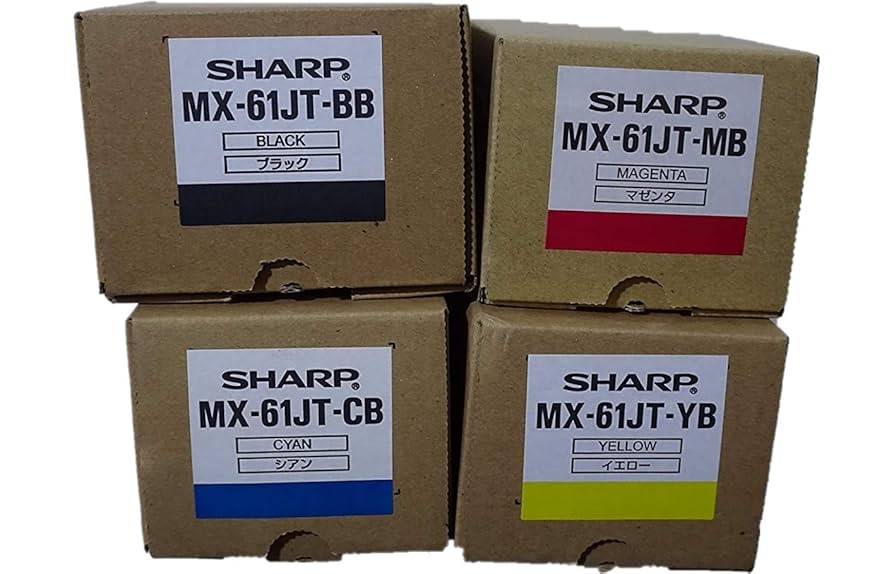 SHARP®
MX-61JT-BB
BLACK
ブラック
SHARP®
MX-61JT-MB
MAGENTA
マゼンタ
SHARP®
MX-61JT-CB
CYAN
シアン
SHARP®
MX-61JT-YB
YELLOW
イエロー